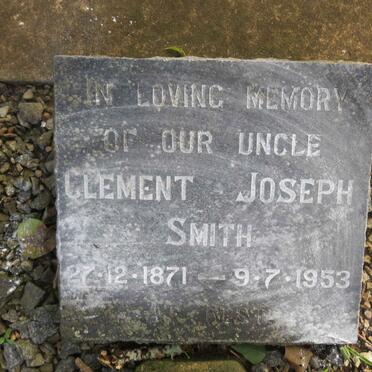 IN LOVING MEMORY
OF OUR UNCLE
CLEMENT JOSEPH
SMITH
27·12·1871 — 9·7·1953